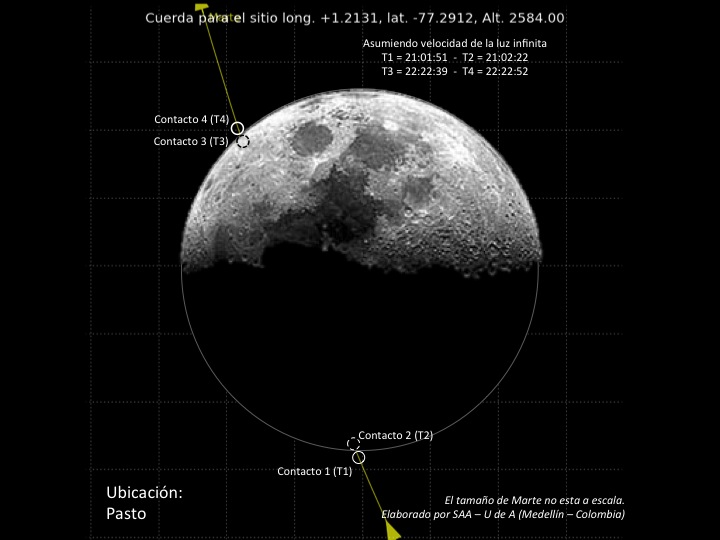 Cuerda para el sitio long. +1.2131, lat. -77.2912, Alt. 2584.00
Marte
Asumiendo velocidad de la luz infinita
T1 = 21:01:51 - T2 = 21:02:22
T3 = 22:22:39 - T4 = 22:22:52
Contacto 4 (T4)
Contacto 3 (T3)
Contacto 2 (T2)
Contacto 1 (T1)
Ubicación:
Pasto
El tamaño de Marte no esta a escala.
Elaborado por SAA – U de A (Medellín – Colombia)